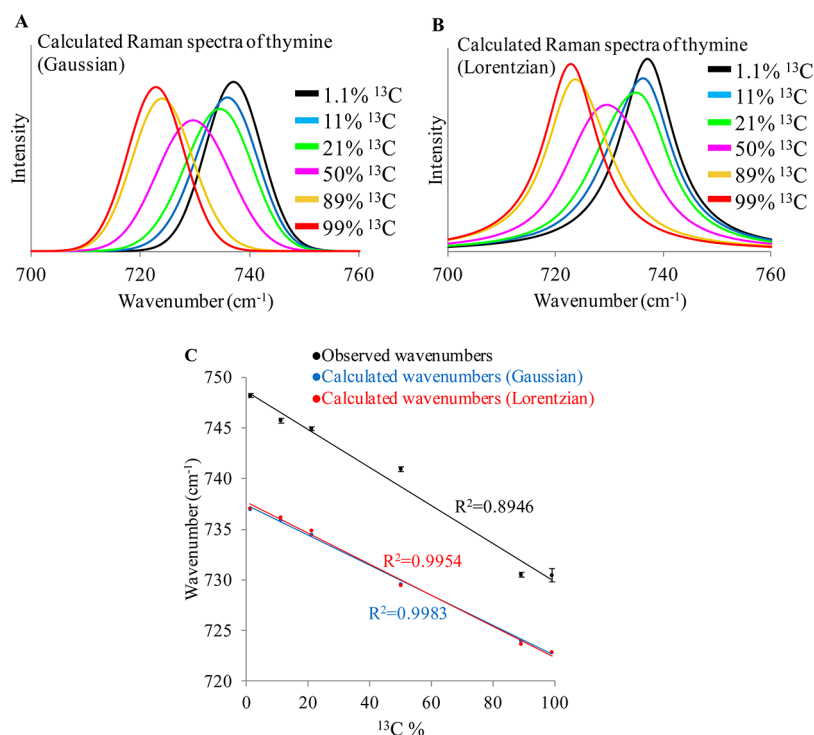 A
Calculated Raman spectra of thymine
(Gaussian)
1.1% ¹³C
11% ¹³C
21% ¹³C
50% ¹³C
89% ¹³C
99% ¹³C
Intensity
700 720 740 760
Wavenumber (cm⁻¹)
B
Calculated Raman spectra of thymine
(Lorentzian)
1.1% ¹³C
11% ¹³C
21% ¹³C
50% ¹³C
89% ¹³C
99% ¹³C
Intensity
700 720 740 760
Wavenumber (cm⁻¹)
C
Observed wavenumbers
Calculated wavenumbers (Gaussian)
Calculated wavenumbers (Lorentzian)
750
745
740
735
730
725
720
Wavenumber (cm⁻¹)
R²=0.8946
R²=0.9954
R²=0.9983
0 20 40 60 80 100
¹³C %